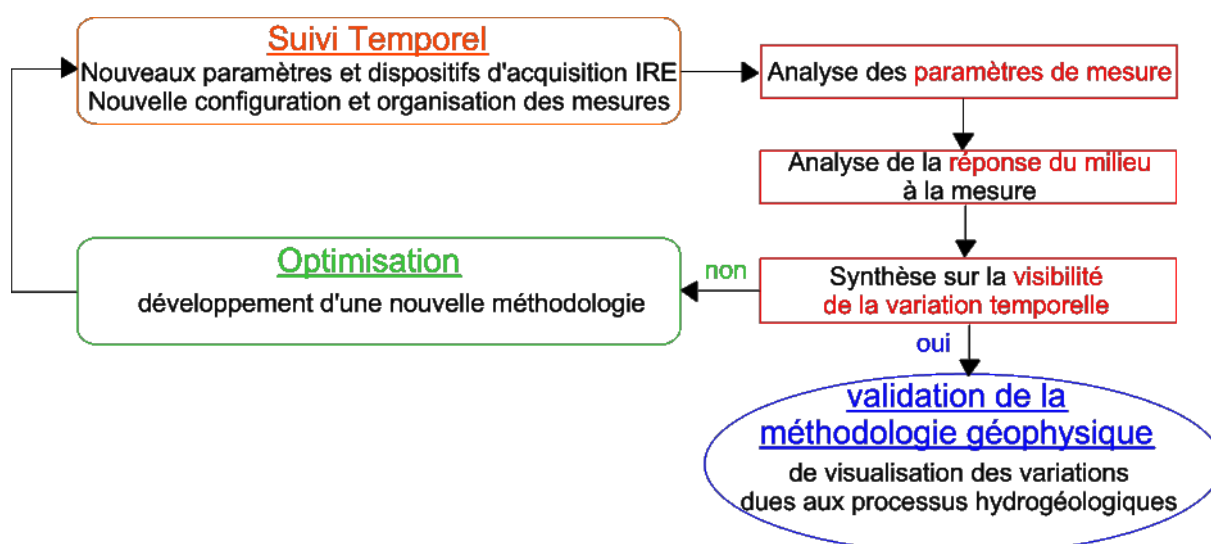 Suivi Temporel
Nouveaux paramètres et dispositifs d'acquisition IRE
Nouvelle configuration et organisation des mesures
Analyse des paramètres de mesure
Analyse de la réponse du milieu
à la mesure
Synthèse sur la visibilité
de la variation temporelle
non
Optimisation
développement d'une nouvelle méthodologie
oui
validation de la
méthodologie géophysique
de visualisation des variations
dues aux processus hydrogéologiques